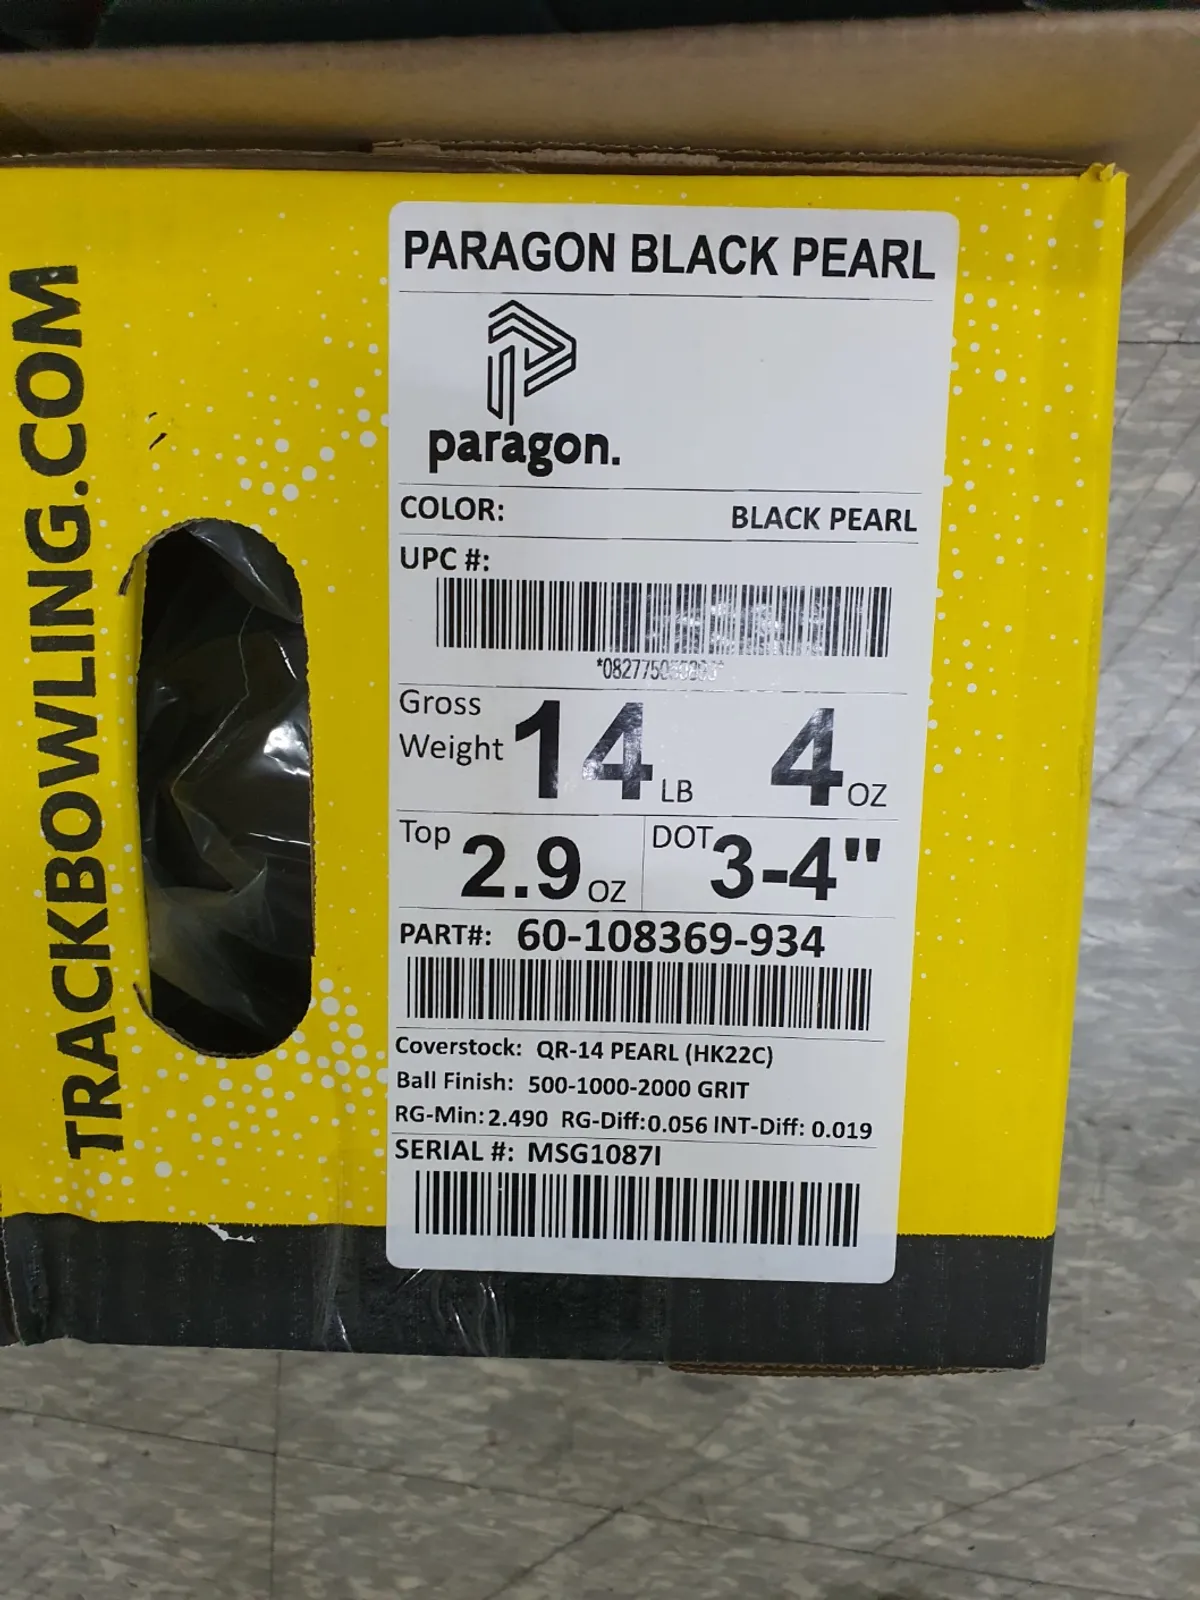 TRACKBOWLING.COM
PARAGON BLACK PEARL
paragon.
COLOR: BLACK PEARL
UPC #:
Gross Weight 14 LB 4 OZ
Top 2.9 OZ DOT 3-4"
PART#: 60-108369-934
Coverstock: QR-14 PEARL (HK22C)
Ball Finish: 500-1000-2000 GRIT
RG-Min: 2.490 RG-Diff: 0.056 INT-Diff: 0.019
SERIAL #: MSG1087I